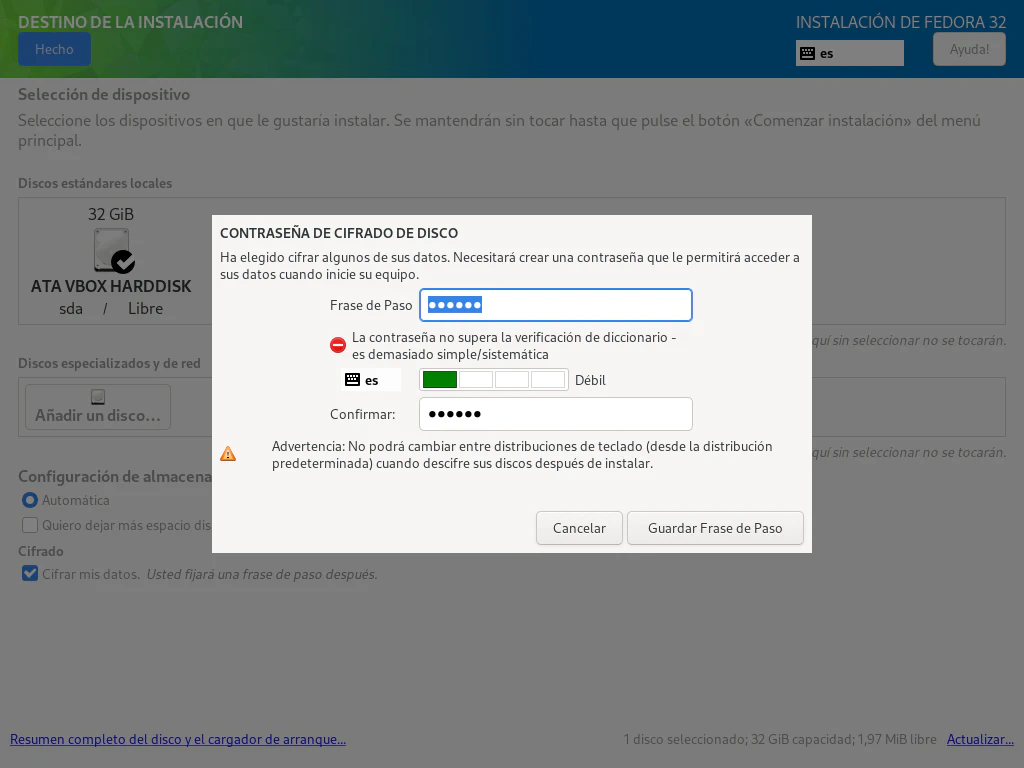 DESTINO DE LA INSTALACIÓN
INSTALACIÓN DE FEDORA 32
Hecho
es
Ayuda!
Selección de dispositivo
Seleccione los dispositivos en que le gustaría instalar. Se mantendrán sin tocar hasta que pulse el botón «Comenzar instalación» del menú
principal.
Discos estándares locales
32 GiB
ATA VBOX HARDDISK
sda / Libre
quí sin seleccionar no se tocarán.
Discos especializados y de red
Añadir un disco...
quí sin seleccionar no se tocarán.
Configuración de almacena
Automática
Quiero dejar más espacio dis
Cifrado
Cifrar mis datos. Usted fijará una frase de paso después.
CONTRASEÑA DE CIFRADO DE DISCO
Ha elegido cifrar algunos de sus datos. Necesitará crear una contraseña que le permitirá acceder a
sus datos cuando inicie su equipo.
Frase de Paso ●●●●●●
La contraseña no supera la verificación de diccionario -
es demasiado simple/sistemática
es
Débil
Confirmar: ●●●●●●
Advertencia: No podrá cambiar entre distribuciones de teclado (desde la distribución
predeterminada) cuando descifre sus discos después de instalar.
Cancelar
Guardar Frase de Paso
Resumen completo del disco y el cargador de arranque...
1 disco seleccionado; 32 GiB capacidad; 1,97 MiB libre
Actualizar...